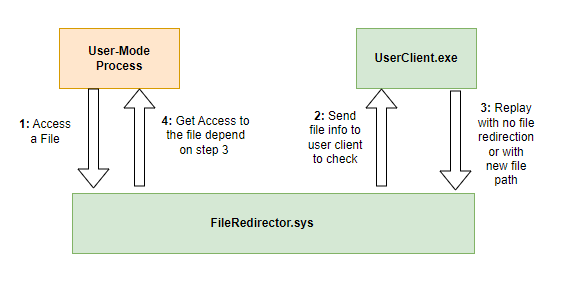 User-Mode
Process
UserClient.exe
1: Access
a File
4: Get Access to
the file depend
on step 3
2: Send
file info to
user client
to check
3: Replay
with no file
redirection
or with
new file
path
FileRedirector.sys